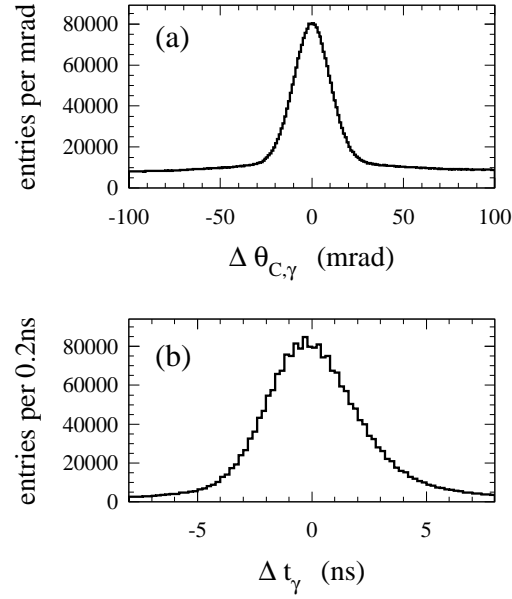 (a)
entries per mrad
80000
60000
40000
20000
0
-100 -50 0 50 100
Δ θC,γ (mrad)
(b)
entries per 0.2ns
80000
60000
40000
20000
0
-5 0 5
Δ tγ (ns)